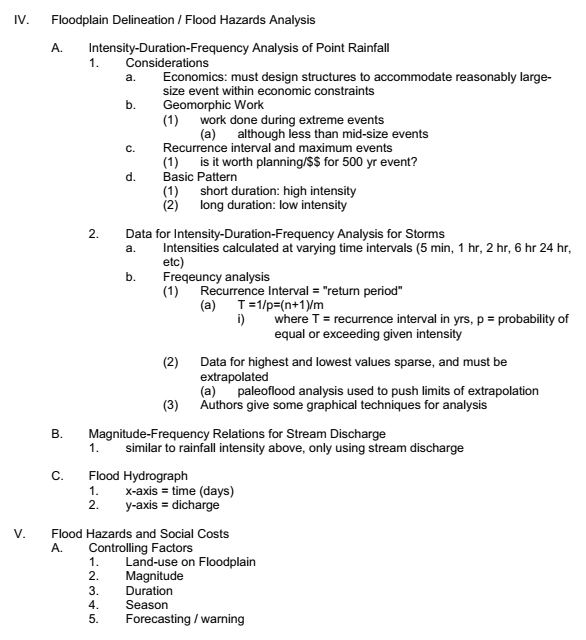 IV. Floodplain Delineation / Flood Hazards Analysis
A. Intensity-Duration-Frequency Analysis of Point Rainfall
1. Considerations
a. Economics: must design structures to accommodate reasonably large-
size event within economic constraints
b. Geomorphic Work
(1) work done during extreme events
(a) although less than mid-size events
c. Recurrence interval and maximum events
(1) is it worth planning/$$ for 500 yr event?
d. Basic Pattern
(1) short duration: high intensity
(2) long duration: low intensity
2. Data for Intensity-Duration-Frequency Analysis for Storms
a. Intensities calculated at varying time intervals (5 min, 1 hr, 2 hr, 6 hr 24 hr,
etc)
b. Freqeuncy analysis
(1) Recurrence Interval = "return period"
(a) T =1/p=(n+1)/m
i) where T = recurrence interval in yrs, p = probability of
equal or exceeding given intensity
(2) Data for highest and lowest values sparse, and must be
extrapolated
(a) paleoflood analysis used to push limits of extrapolation
(3) Authors give some graphical techniques for analysis
B. Magnitude-Frequency Relations for Stream Discharge
1. similar to rainfall intensity above, only using stream discharge
C. Flood Hydrograph
1. x-axis = time (days)
2. y-axis = dicharge
V. Flood Hazards and Social Costs
A. Controlling Factors
1. Land-use on Floodplain
2. Magnitude
3. Duration
4. Season
5. Forecasting / warning